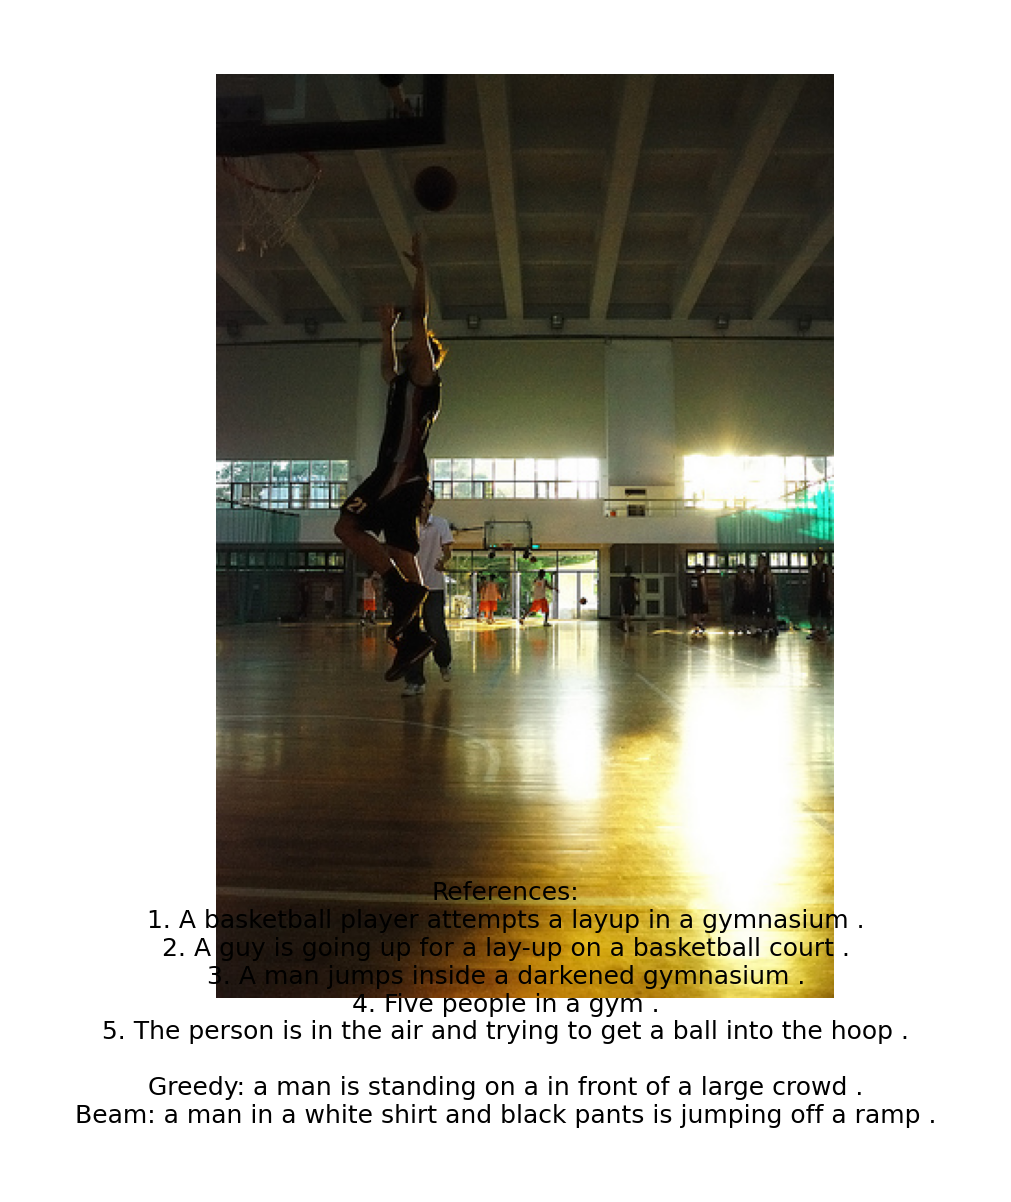 21
References:
1. A basketball player attempts a layup in a gymnasium .
2. A guy is going up for a lay-up on a basketball court .
3. A man jumps inside a darkened gymnasium .
4. Five people in a gym .
5. The person is in the air and trying to get a ball into the hoop .
Greedy: a man is standing on a in front of a large crowd .
Beam: a man in a white shirt and black pants is jumping off a ramp .